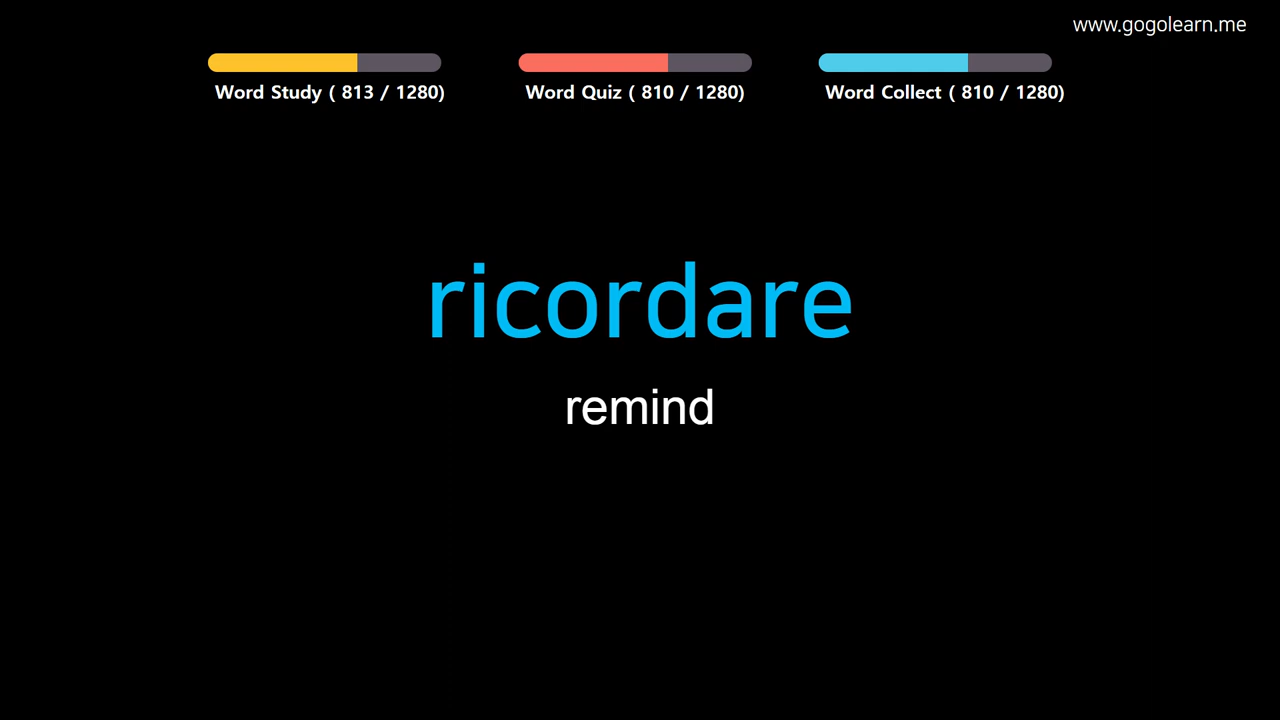 www.gogolearn.me
Word Study ( 813 / 1280)
Word Quiz ( 810 / 1280)
Word Collect ( 810 / 1280)
ricordare
remind